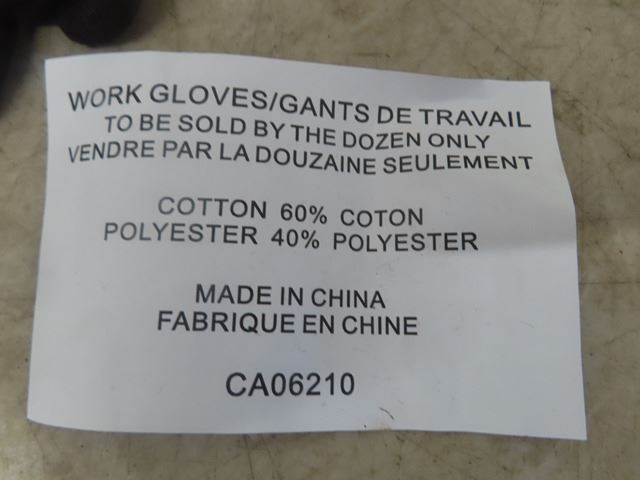 WORK GLOVES/GANTS DE TRAVAIL
TO BE SOLD BY THE DOZEN ONLY
VENDRE PAR LA DOUZAINE SEULEMENT
COTTON 60% COTON
POLYESTER 40% POLYESTER
MADE IN CHINA
FABRIQUE EN CHINE
CA06210